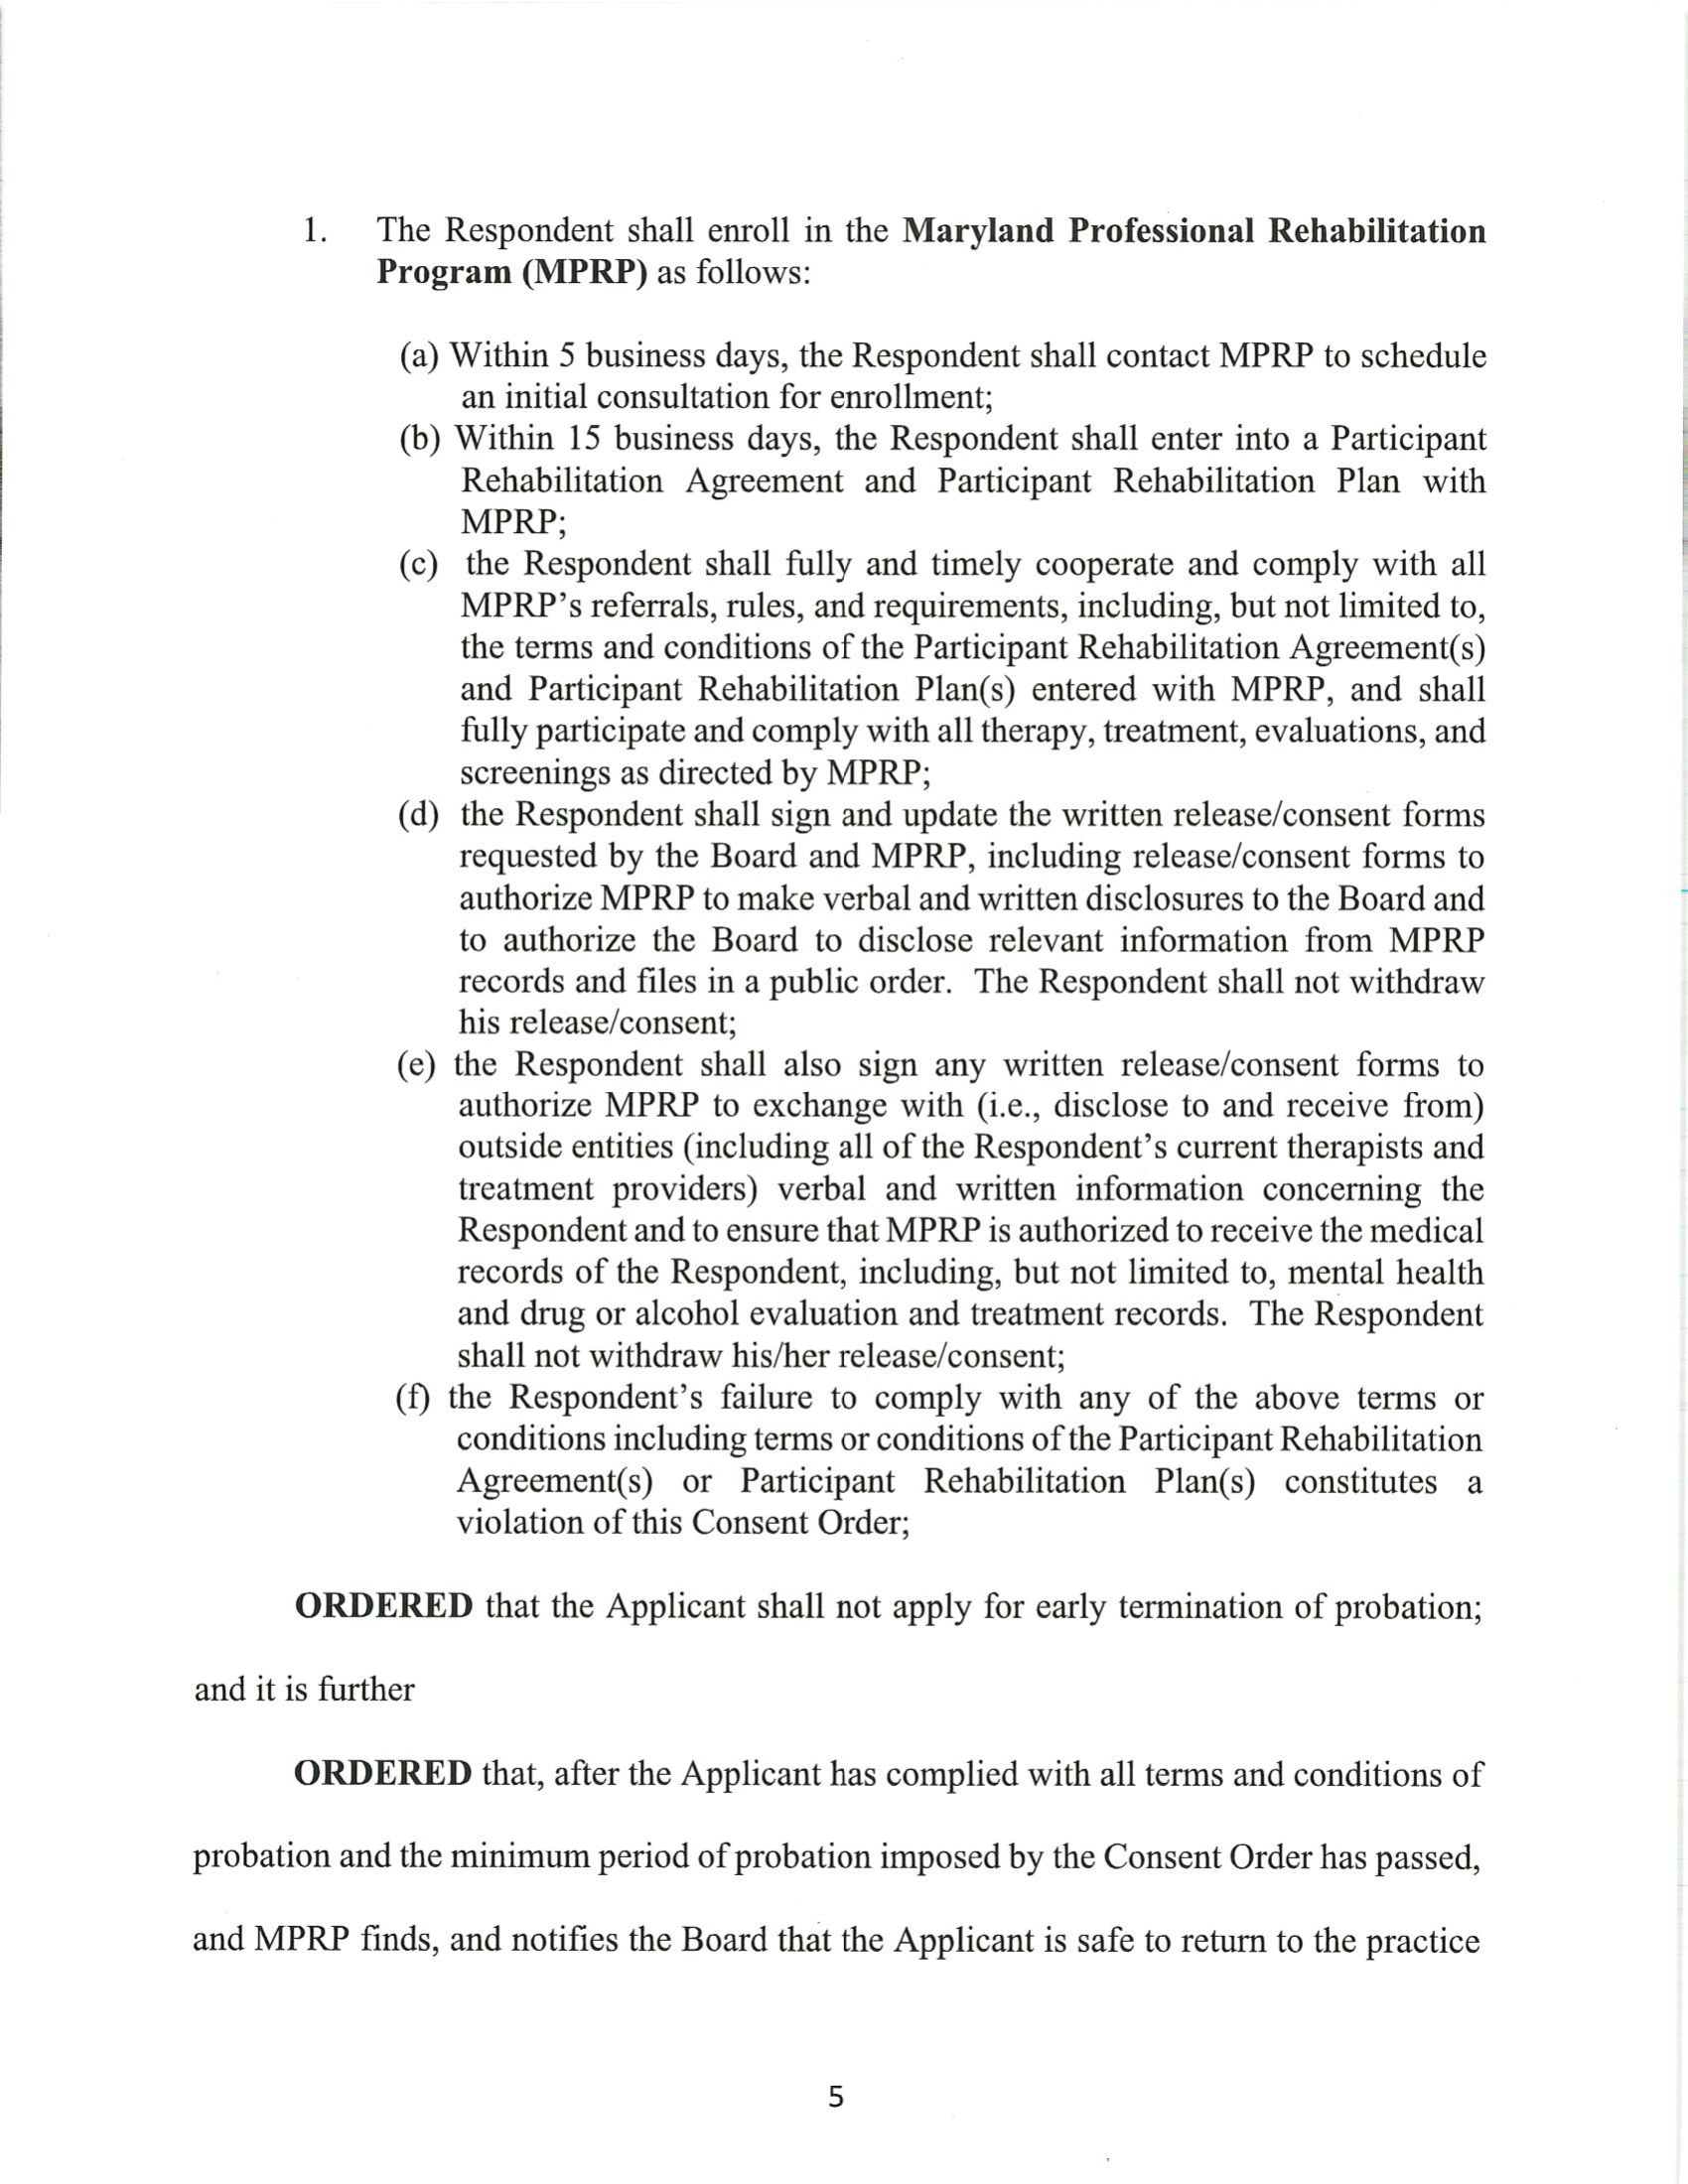 1. The Respondent shall enroll in the Maryland Professional Rehabilitation
Program (MPRP) as follows:
(a) Within 5 business days, the Respondent shall contact MPRP to schedule
an initial consultation for enrollment;
(b) Within 15 business days, the Respondent shall enter into a Participant
Rehabilitation Agreement and Participant Rehabilitation Plan with
MPRP;
(c) the Respondent shall fully and timely cooperate and comply with all
MPRP’s referrals, rules, and requirements, including, but not limited to,
the terms and conditions of the Participant Rehabilitation Agreement(s)
and Participant Rehabilitation Plan(s) entered with MPRP, and shall
fully participate and comply with all therapy, treatment, evaluations, and
screenings as directed by MPRP;
(d) the Respondent shall sign and update the written release/consent forms
requested by the Board and MPRP, including release/consent forms to
authorize MPRP to make verbal and written disclosures to the Board and
to authorize the Board to disclose relevant information from MPRP
records and files in a public order. The Respondent shall not withdraw
his release/consent;
(e) the Respondent shall also sign any written release/consent forms to
authorize MPRP to exchange with (i.e., disclose to and receive from)
outside entities (including all of the Respondent’s current therapists and
treatment providers) verbal and written information concerning the
Respondent and to ensure that MPRP is authorized to receive the medical
records of the Respondent, including, but not limited to, mental health
and drug or alcohol evaluation and treatment records. The Respondent
shall not withdraw his/her release/consent;
(f) the Respondent’s failure to comply with any of the above terms or
conditions including terms or conditions of the Participant Rehabilitation
Agreement(s) or Participant Rehabilitation Plan(s) constitutes a
violation of this Consent Order;
ORDERED that the Applicant shall not apply for early termination of probation;
and it is further
ORDERED that, after the Applicant has complied with all terms and conditions of
probation and the minimum period of probation imposed by the Consent Order has passed,
and MPRP finds, and notifies the Board that the Applicant is safe to return to the practice
5